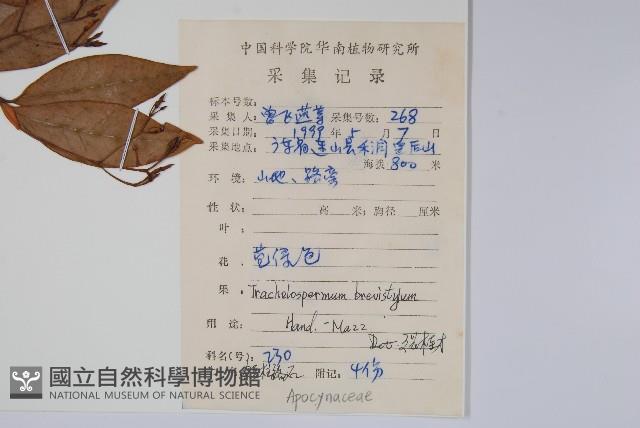 中国科学院华南植物研究所
采集记录
标本号数:
采集人: 曾飞燕等 采集号数: 268
采集日期: 1999 年 5 月 7 日
采集地点: 广东省连山县禾洞 后山
海拔 800 米
环境: 山地、路旁
性状: 高 米; 胸径 厘米
叶:
花: 苞绿色
果:
Trachelospermum brevistylum
用途: Hand.-Mazz
Det.
科名(号): 230
附记: 4份
Apocynaceae
國立自然科學博物館
NATIONAL MUSEUM OF NATURAL SCIENCE